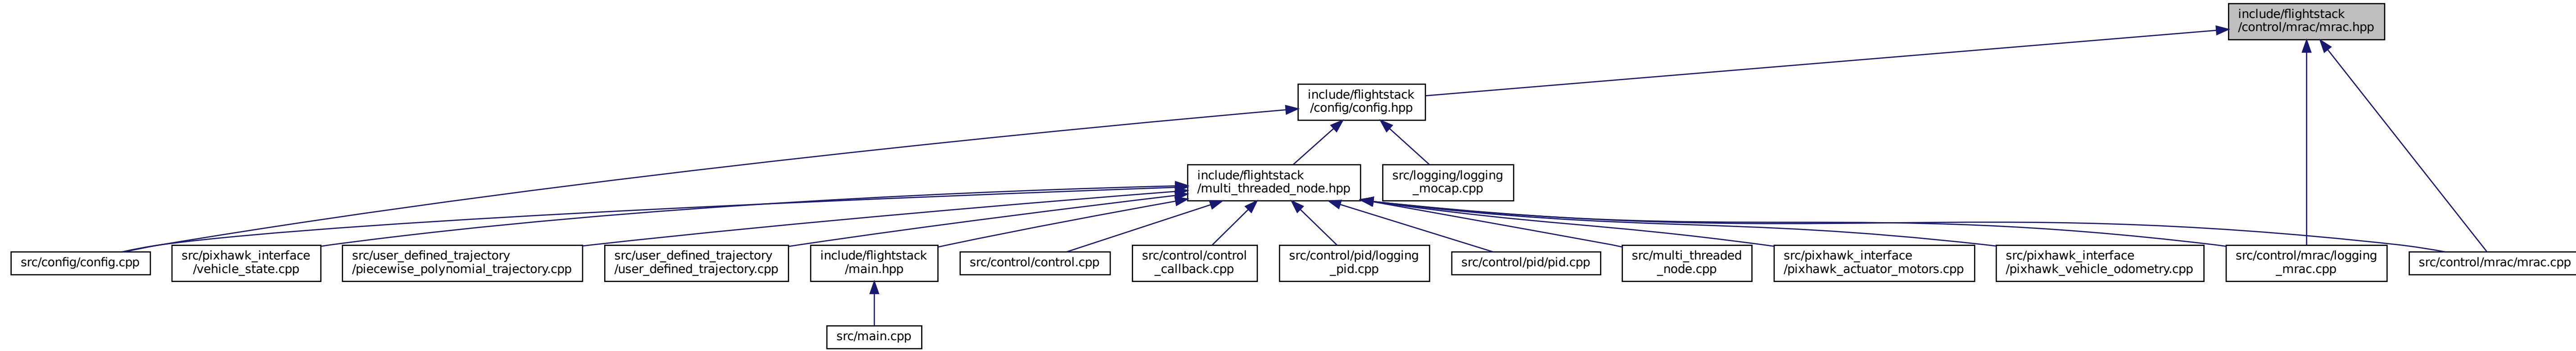 include/flightstack
/control/mrac/mrac.hpp
include/flightstack
/config/config.hpp
include/flightstack
/multi_threaded_node.hpp
src/logging/logging
_mocap.cpp
src/config/config.cpp
src/pixhawk_interface
/vehicle_state.cpp
src/user_defined_trajectory
/piecewise_polynomial_trajectory.cpp
src/user_defined_trajectory
/user_defined_trajectory.cpp
include/flightstack
/main.hpp
src/control/control.cpp
src/control/control
_callback.cpp
src/control/pid/logging
_pid.cpp
src/control/pid/pid.cpp
src/multi_threaded
_node.cpp
src/pixhawk_interface
/pixhawk_actuator_motors.cpp
src/pixhawk_interface
/pixhawk_vehicle_odometry.cpp
src/control/mrac/logging
_mrac.cpp
src/control/mrac/mrac.cpp
src/main.cpp